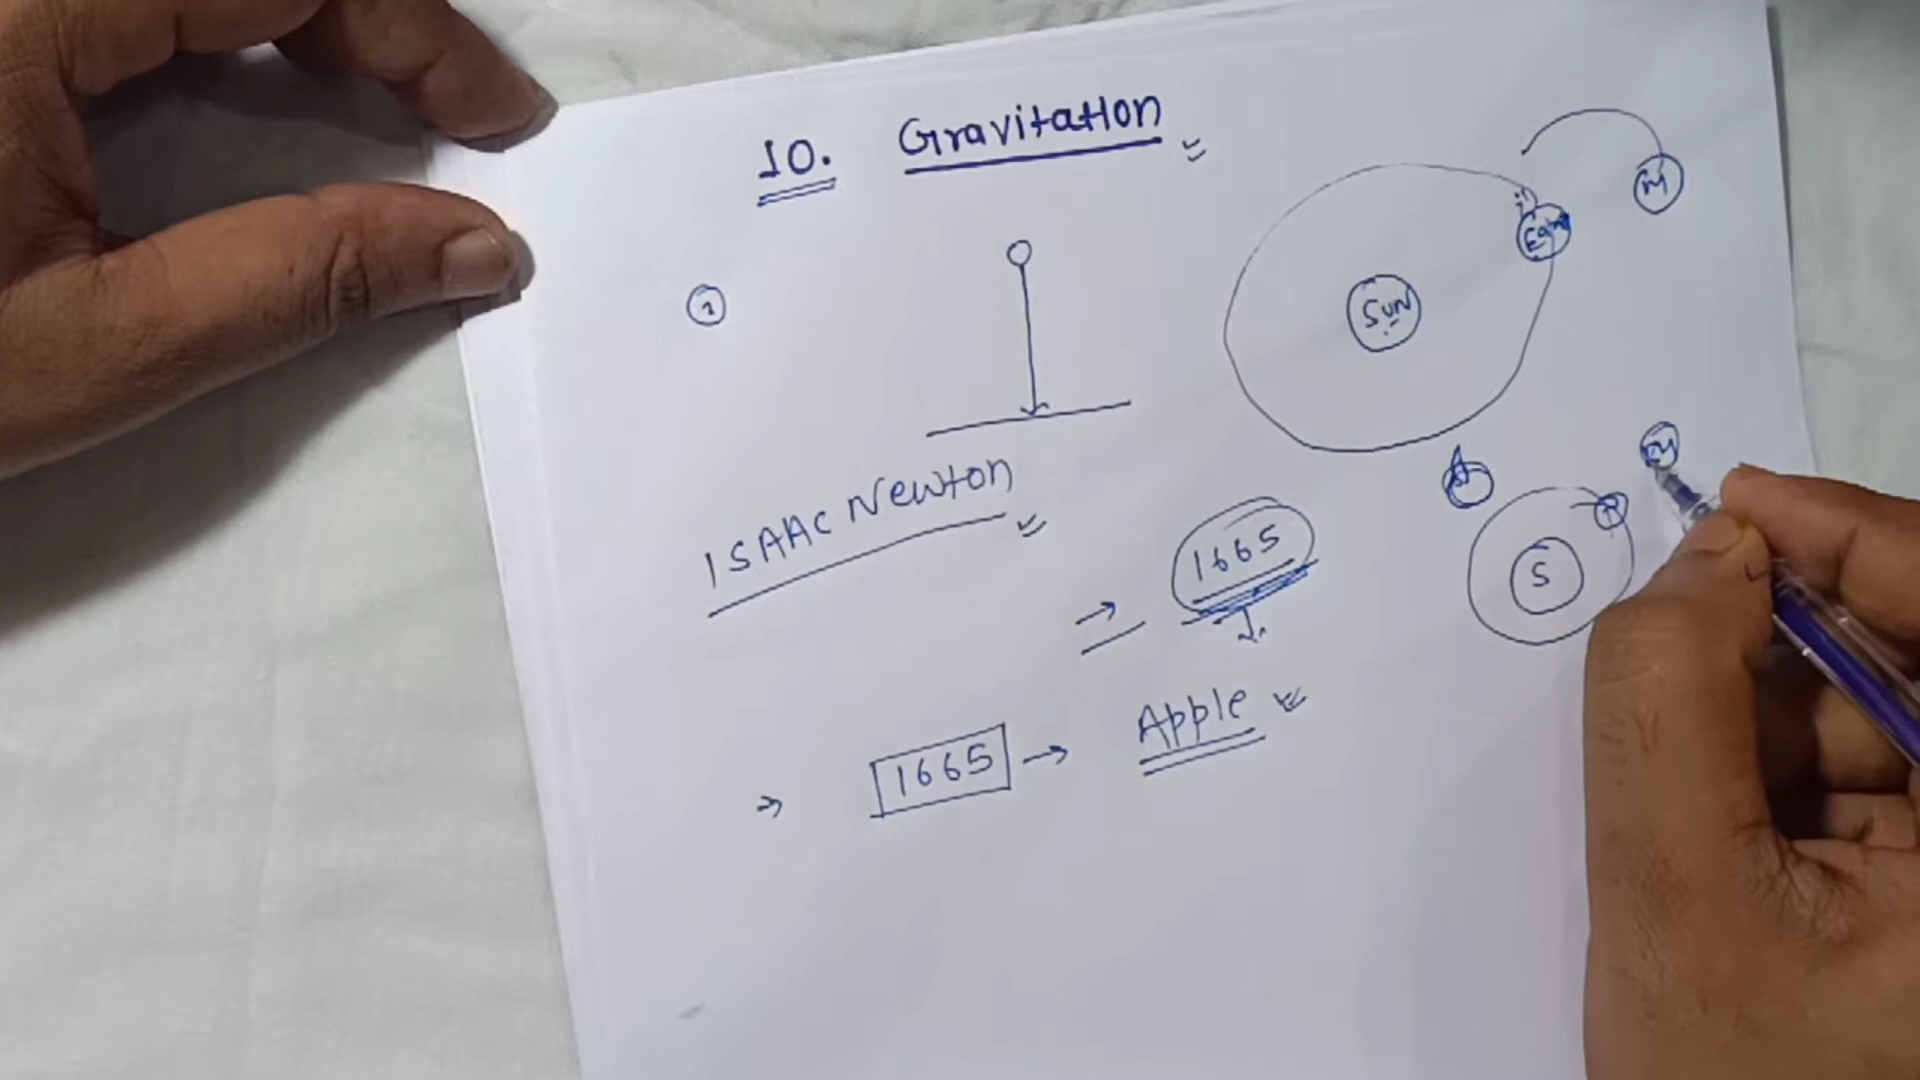 10. Gravitation
M
Earth
SUN
1
ISAAC Newton
M
S
1665
1665 → Apple